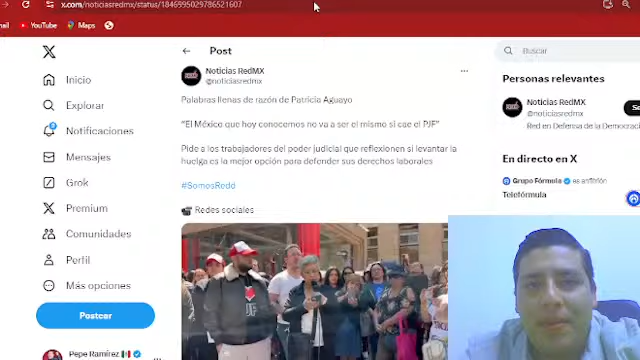 x.com/noticiasredmx/status/1846995029786521607
YouTube
Maps
Post
Buscar
Inicio
Explorar
Notificaciones
Mensajes
Grok
Premium
Comunidades
Perfil
Más opciones
Postear
Pepe Ramírez
Noticias RedMX
@noticiasredmx
Palabras llenas de razón de Patricia Aguayo
"El México que hoy conocemos no va a ser el mismo si cae el PJF"
Pide a los trabajadores del poder judicial que reflexionen si levantar la
huelga es la mejor opción para defender sus derechos laborales
#SomosRedd
Redes sociales
Personas relevantes
Noticias RedMX
@noticiasredmx
Red en Defensa de la Democracia
En directo en X
Grupo Fórmula
Telefórmula